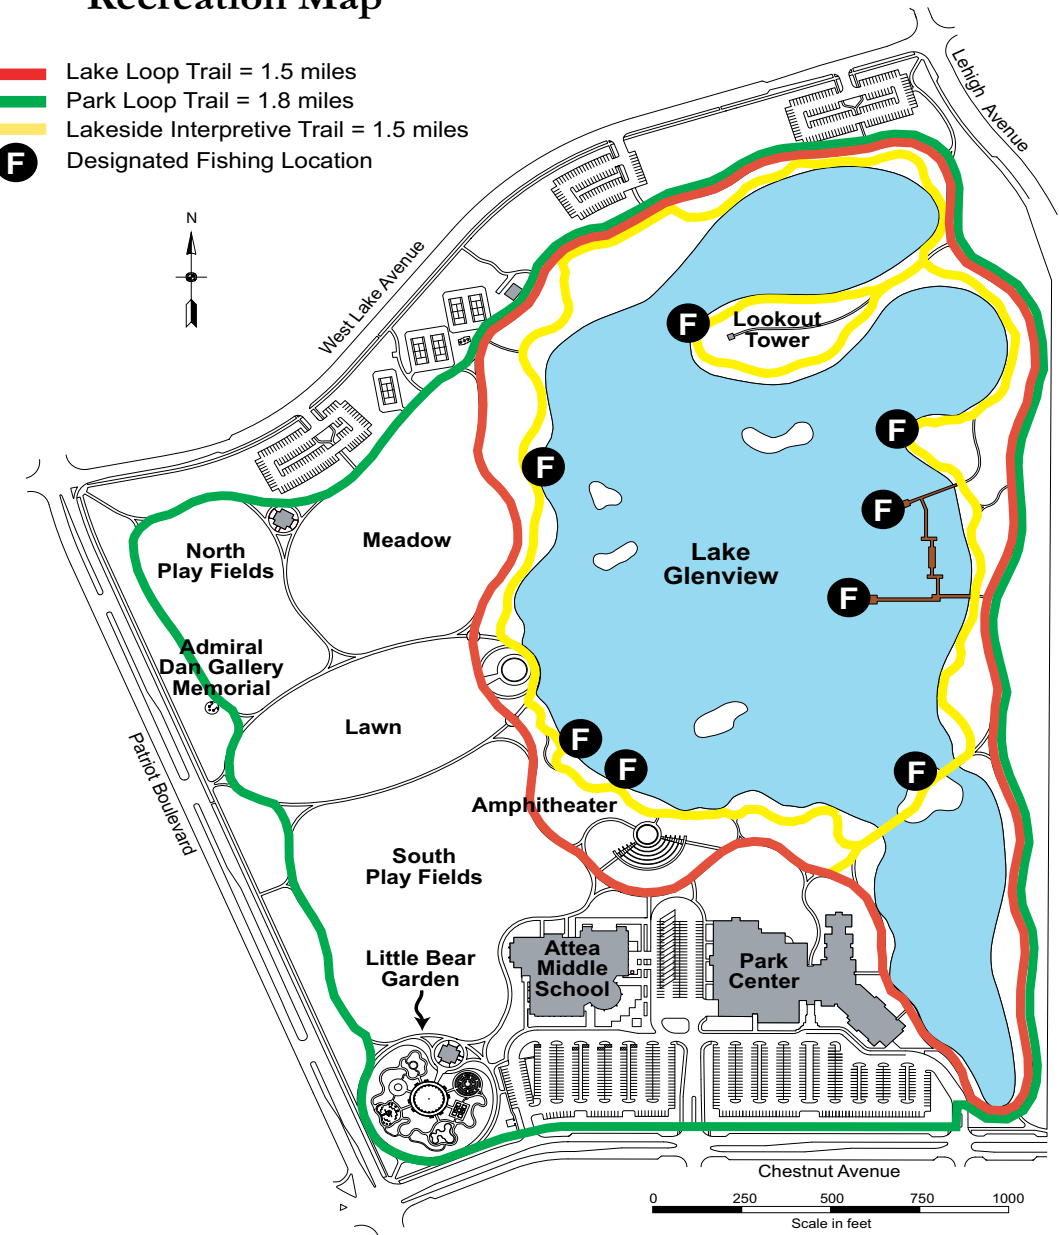 Recreation Map
Lake Loop Trail = 1.5 miles
Park Loop Trail = 1.8 miles
Lakeside Interpretive Trail = 1.5 miles
F Designated Fishing Location
N
Lehigh Avenue
West Lake Avenue
F
Lookout
Tower
F
F
F
Meadow
North
Play Fields
Lake
Glenview
F
Admiral
Dan Gallery
Memorial
Lawn
F
F
F
Patriot Boulevard
Amphitheater
South
Play Fields
Little Bear
Garden
Attea
Middle
School
Park
Center
Chestnut Avenue
0 250 500 750 1000
Scale in feet